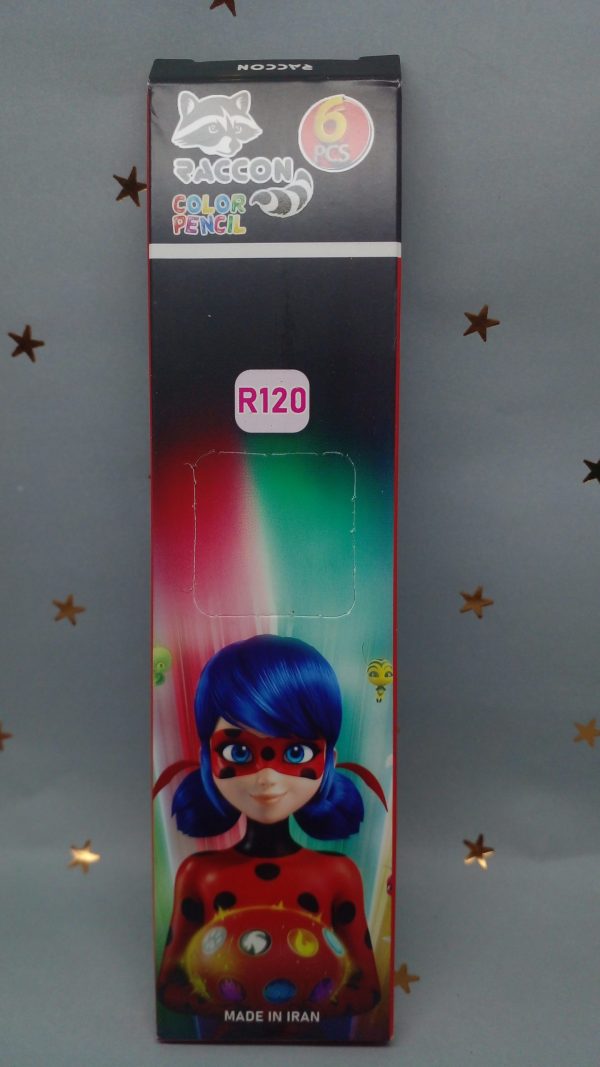 RACCON
6
PCS
RACCON
COLOR
PENCIL
R120
MADE IN IRAN